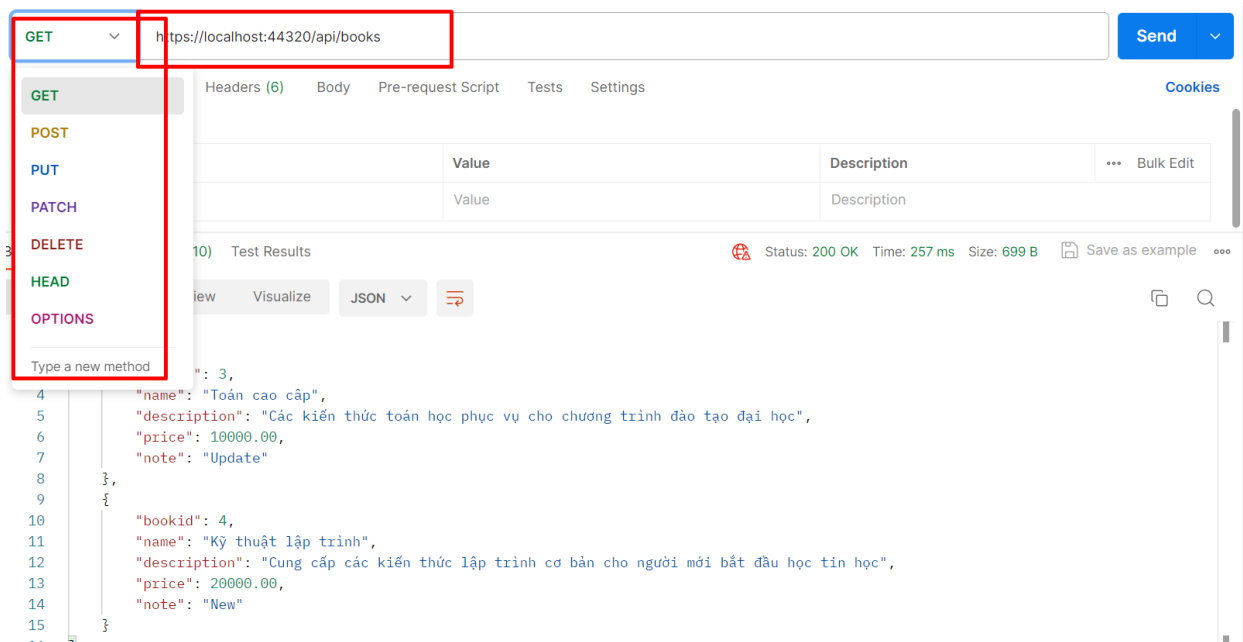 GET https://localhost:44320/api/books Send
Headers (6) Body Pre-request Script Tests Settings Cookies
GET
POST
PUT
PATCH
DELETE
HEAD
OPTIONS
Type a new method
Value Description Bulk Edit
Value Description
10) Test Results Status: 200 OK Time: 257 ms Size: 699 B Save as example
iew Visualize JSON
": 3,
4 "name": "Toán cao cấp",
5 "description": "Các kiến thức toán học phục vụ cho chương trình đào tạo đại học",
6 "price": 10000.00,
7 "note": "Update"
8 },
9 {
10 "bookid": 4,
11 "name": "Kỹ thuật lập trình",
12 "description": "Cung cấp các kiến thức lập trình cơ bản cho người mới bắt đầu học tin học",
13 "price": 20000.00,
14 "note": "New"
15 }